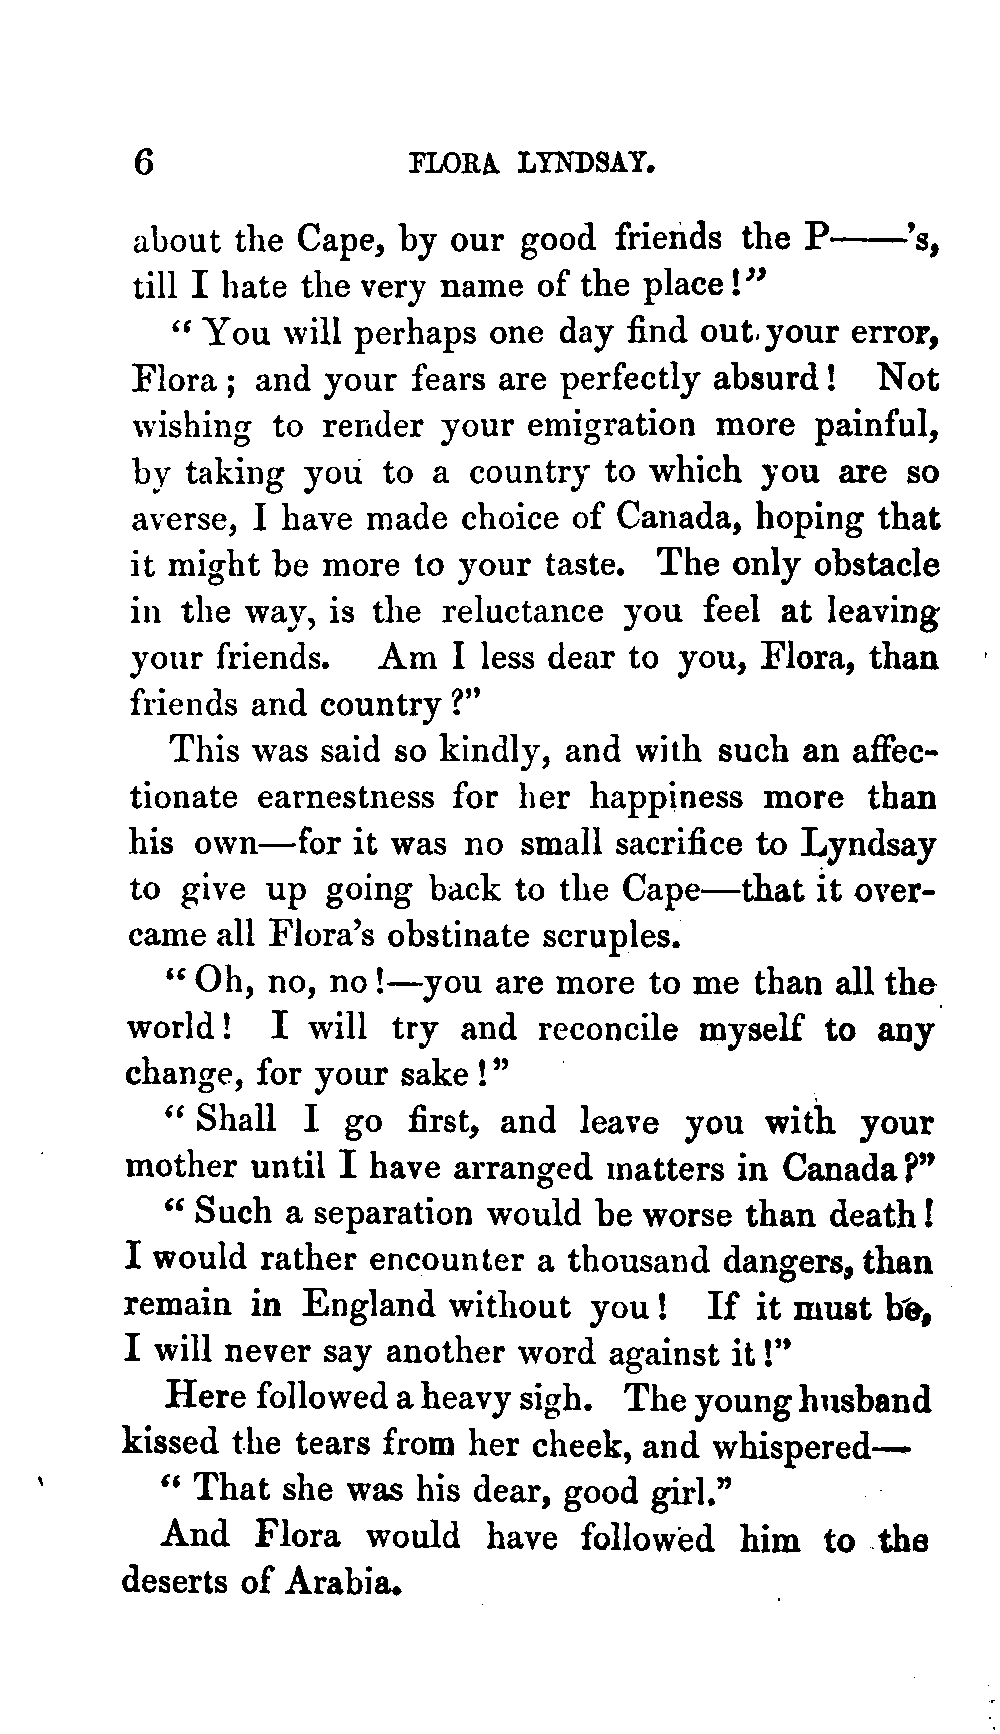 6 FLORA LYNDSAY.
about the Cape, by our good friends the P——'s,
till I hate the very name of the place!"
"You will perhaps one day find out your error,
Flora; and your fears are perfectly absurd! Not
wishing to render your emigration more painful,
by taking you to a country to which you are so
averse, I have made choice of Canada, hoping that
it might be more to your taste. The only obstacle
in the way, is the reluctance you feel at leaving
your friends. Am I less dear to you, Flora, than
friends and country?"
This was said so kindly, and with such an affec-
tionate earnestness for her happiness more than
his own—for it was no small sacrifice to Lyndsay
to give up going back to the Cape—that it over-
came all Flora's obstinate scruples.
"Oh, no, no!—you are more to me than all the
world! I will try and reconcile myself to any
change, for your sake!"
"Shall I go first, and leave you with your
mother until I have arranged matters in Canada?"
"Such a separation would be worse than death!
I would rather encounter a thousand dangers, than
remain in England without you! If it must be,
I will never say another word against it!"
Here followed a heavy sigh. The young husband
kissed the tears from her cheek, and whispered—
"That she was his dear, good girl."
And Flora would have followed him to the
deserts of Arabia.